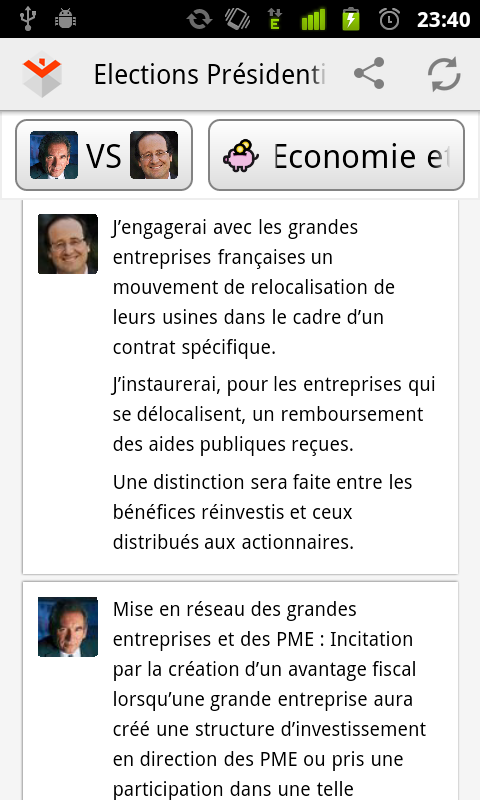 23:40
Elections Présidenti
VS
Economie et
J’engagerai avec les grandes
entreprises françaises un
mouvement de relocalisation de
leurs usines dans le cadre d’un
contrat spécifique.
J’instaurerai, pour les entreprises qui
se délocalisent, un remboursement
des aides publiques reçues.
Une distinction sera faite entre les
bénéfices réinvestis et ceux
distribués aux actionnaires.
Mise en réseau des grandes
entreprises et des PME : Incitation
par la création d’un avantage fiscal
lorsqu’une grande entreprise aura
créé une structure d’investissement
en direction des PME ou pris une
participation dans une telle